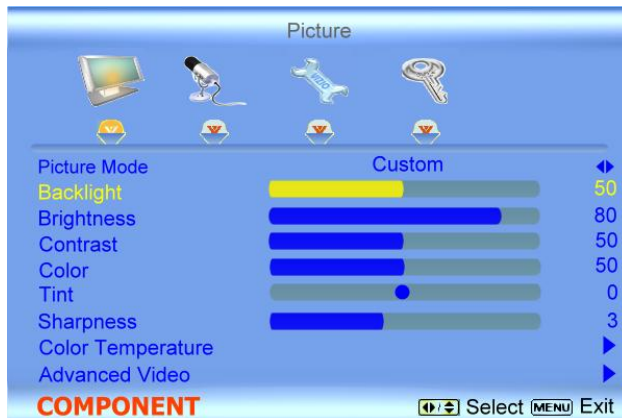 Picture
VIZIO
Picture Mode Custom
Backlight 50
Brightness 80
Contrast 50
Color 50
Tint 0
Sharpness 3
Color Temperature
Advanced Video
COMPONENT Select MENU Exit